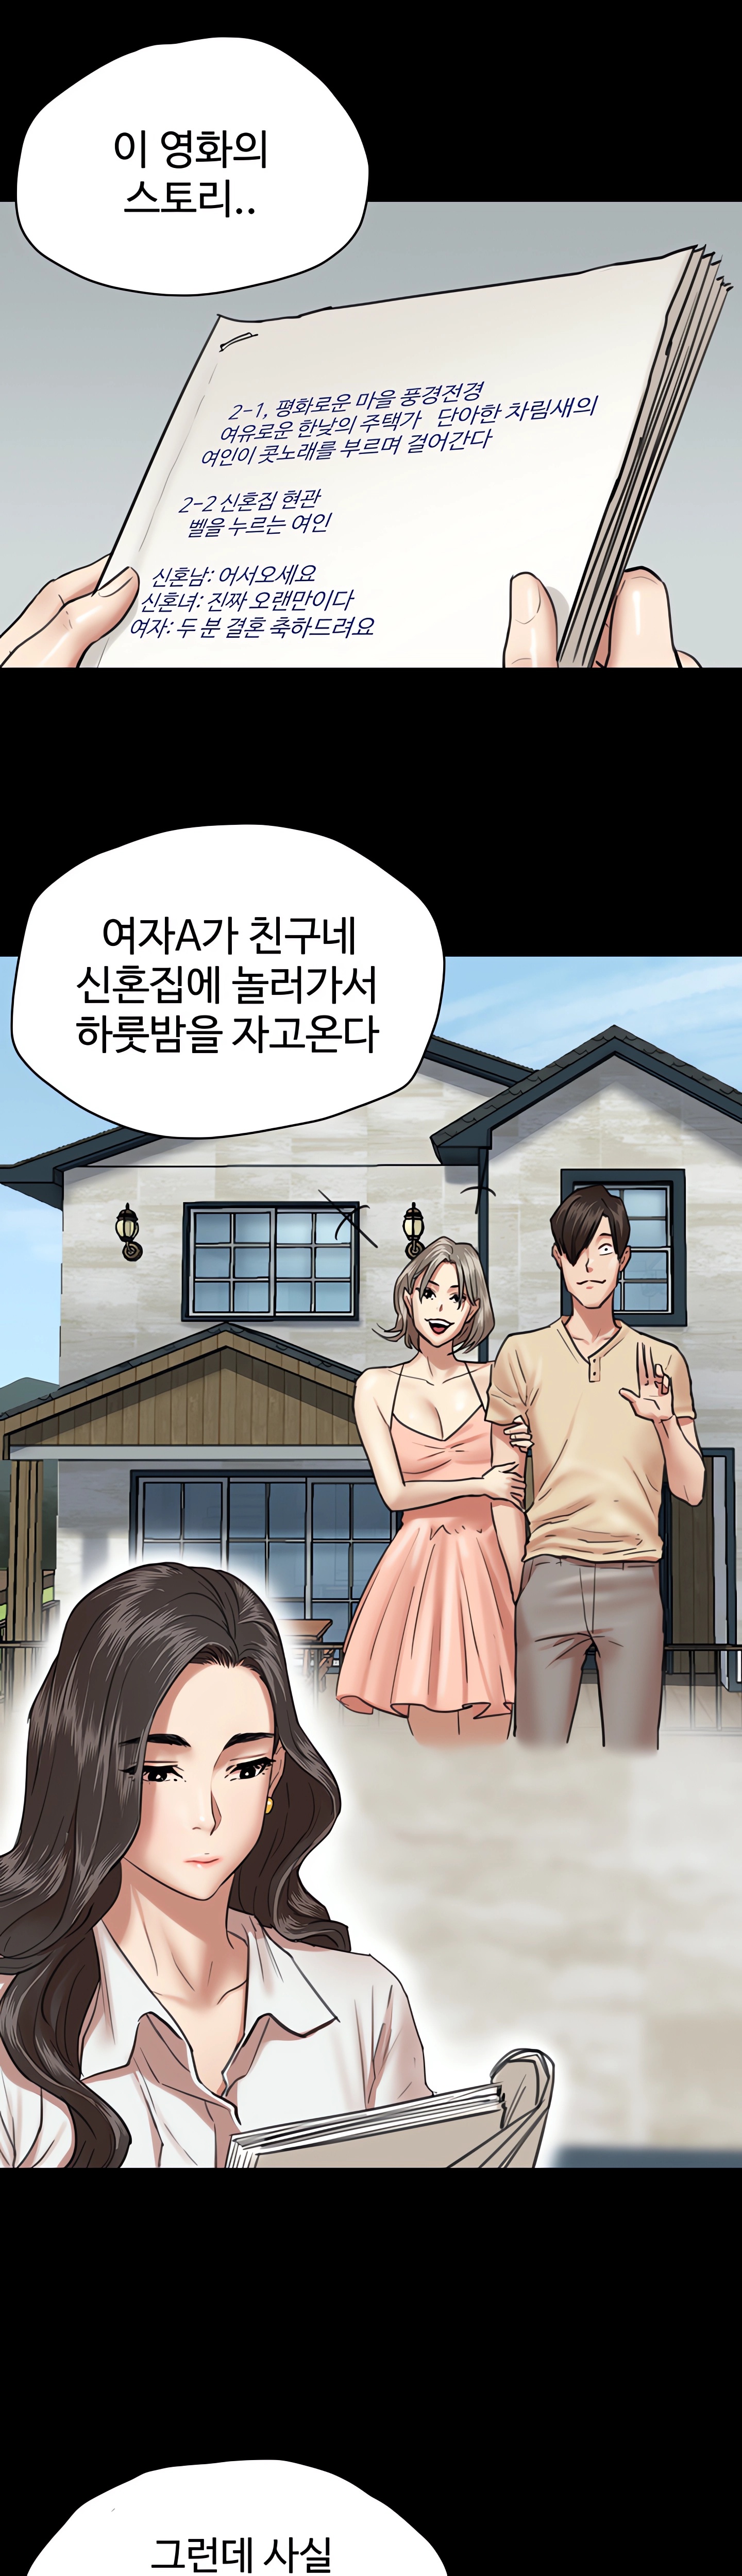 이 영화의
스토리..
2-1, 평화로운 마을 풍경전경
여유로운 한낮의 주택가 단아한 차림새의
여인이 콧노래를 부르며 걸어간다
2-2 신혼집 현관
벨을 누르는 여인
신혼남: 어서오세요
신혼녀: 진짜 오랜만이다
여자: 두 분 결혼 축하드려요
여자A가 친구네
신혼집에 놀러가서
하룻밤을 자고온다
그런데 사실